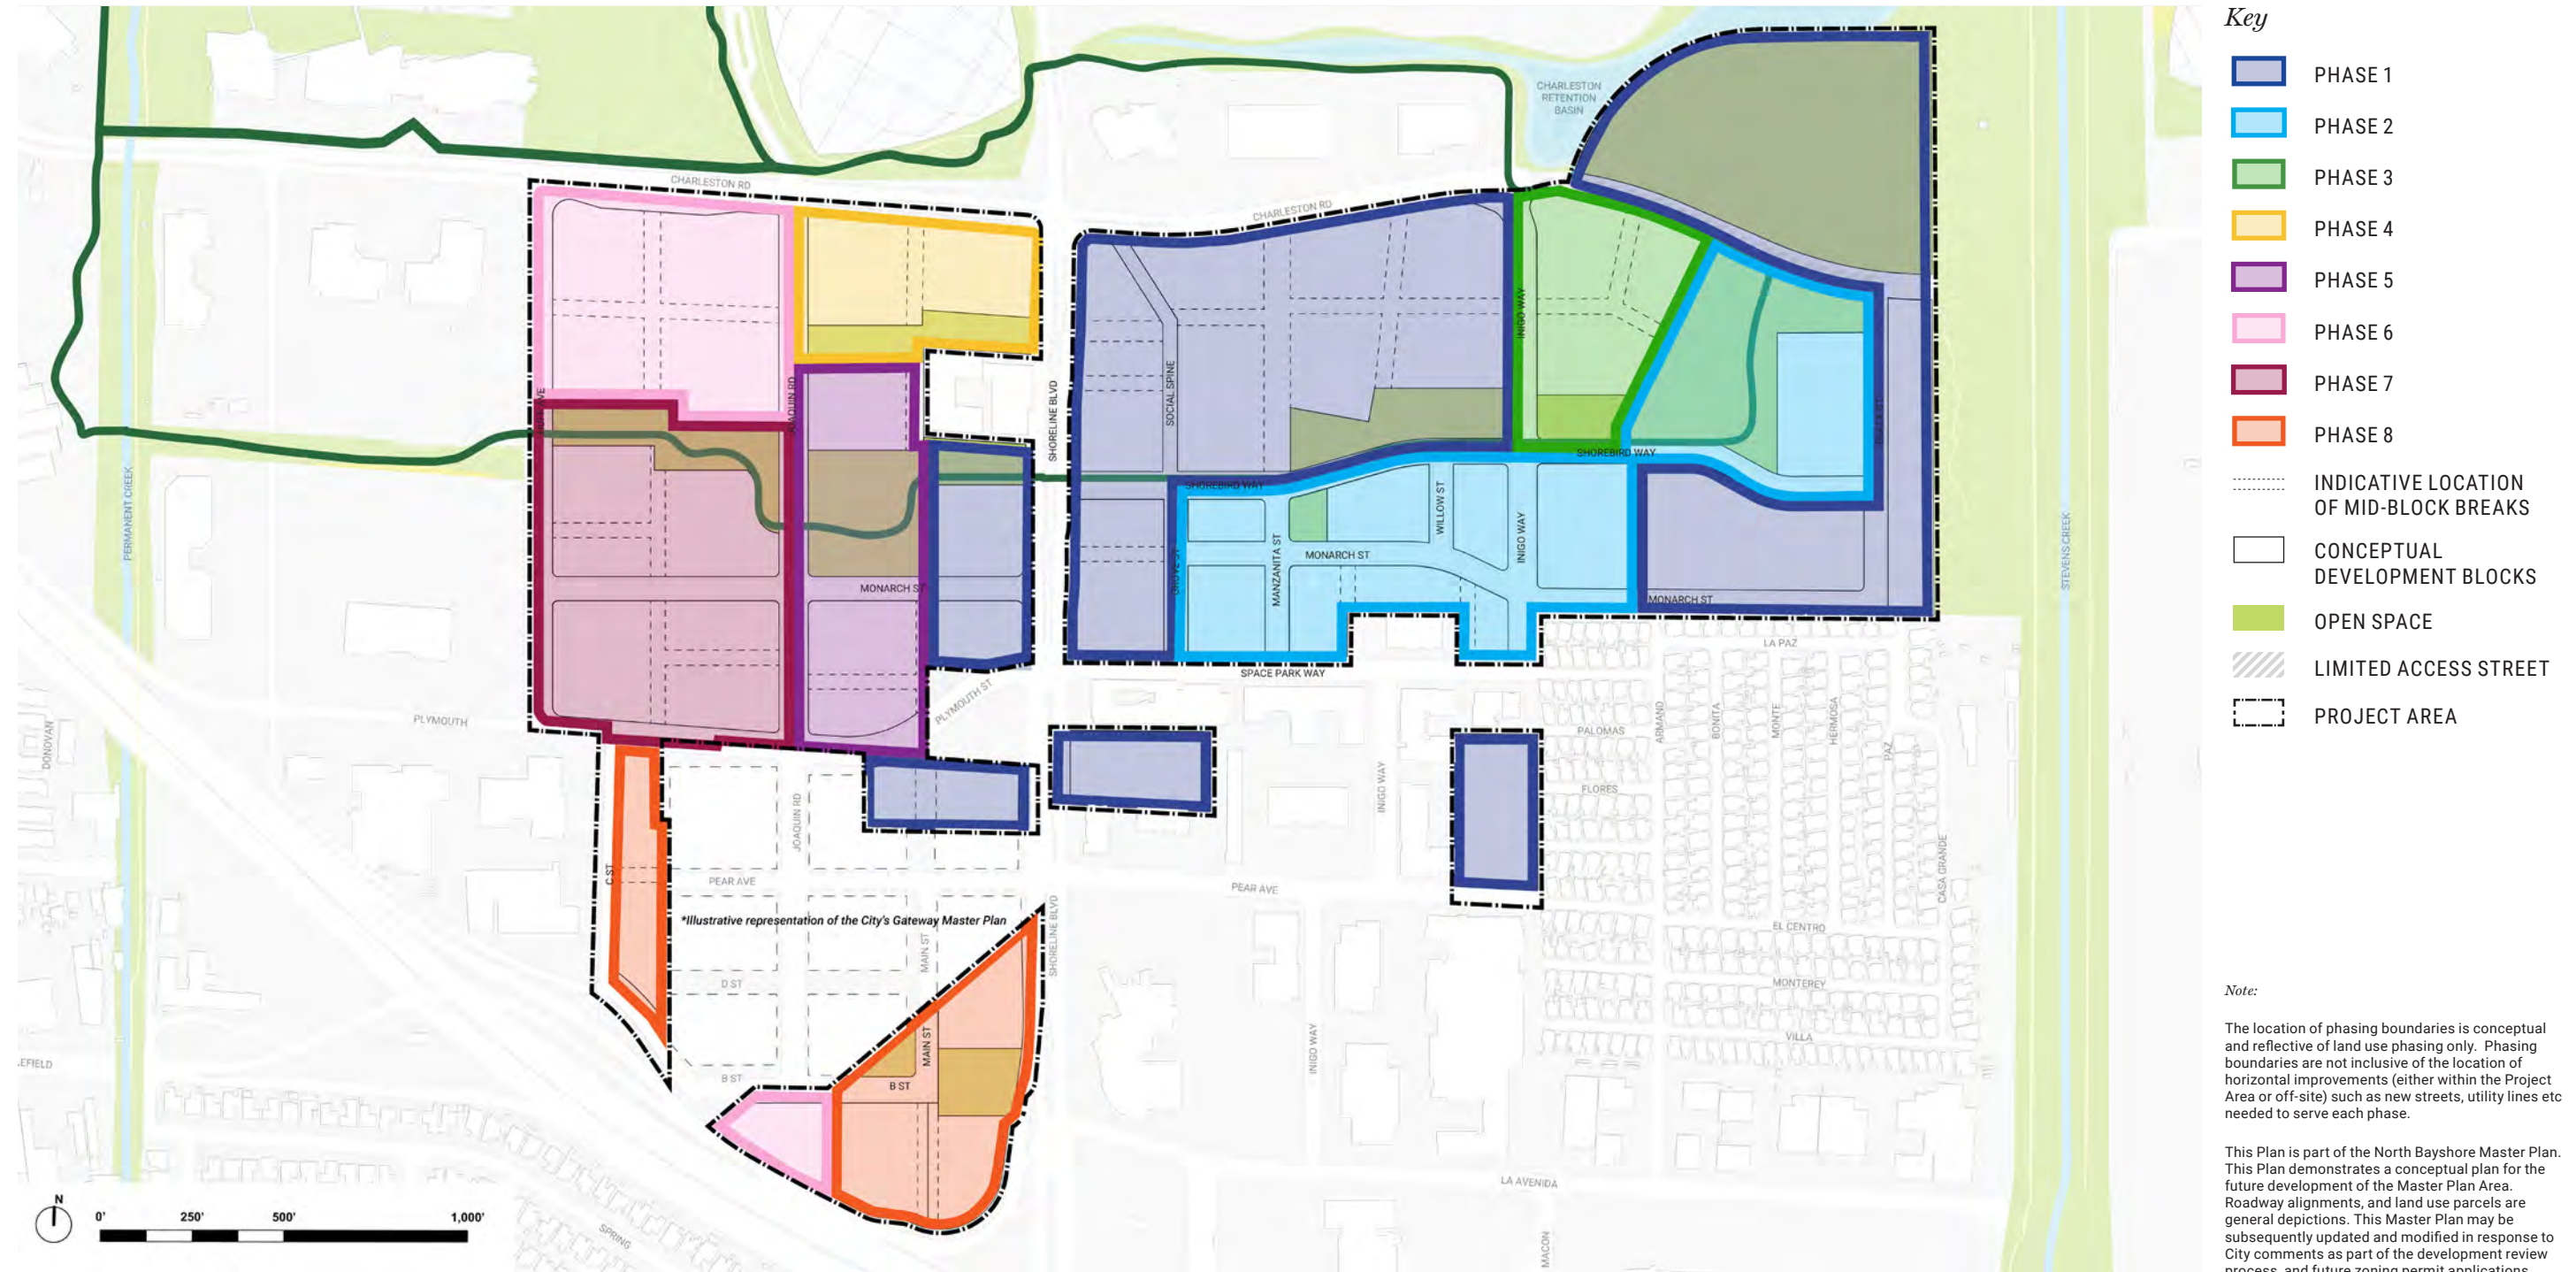 Key
PHASE 1
PHASE 2
PHASE 3
PHASE 4
PHASE 5
PHASE 6
PHASE 7
PHASE 8
INDICATIVE LOCATION
OF MID-BLOCK BREAKS
CONCEPTUAL
DEVELOPMENT BLOCKS
OPEN SPACE
LIMITED ACCESS STREET
PROJECT AREA
Note:
The location of phasing boundaries is conceptual
and reflective of land use phasing only. Phasing
boundaries are not inclusive of the location of
horizontal improvements (either within the Project
Area or off-site) such as new streets, utility lines etc
needed to serve each phase.
This Plan is part of the North Bayshore Master Plan.
This Plan demonstrates a conceptual plan for the
future development of the Master Plan Area.
Roadway alignments, and land use parcels are
general depictions. This Master Plan may be
subsequently updated and modified in response to
City comments as part of the development review
process, and future zoning permit applications
CHARLESTON
RETENTION
BASIN
CHARLESTON RD
CHARLESTON RD
INIGO WAY
SOCIAL SPINE
SHORELINE BLVD
SHOREBIRD WAY
SHOREBIRD WAY
WILLOW ST
INIGO WAY
MANZANITA ST
MONARCH ST
MONARCH ST
MONARCH ST
PERMANENT CREEK
STEVENS CREEK
SPACE PARK WAY
LA PAZ
PLYMOUTH ST
PLYMOUTH
DONOVAN
PALOMAS
ARMAND
BONITA
MONTE
HERMOSA
PAZ
FLORES
INIGO WAY
JOAQUIN RD
C ST
PEAR AVE
PEAR AVE
CASA GRANDE
*Illustrative representation of the City's Gateway Master Plan
MAIN ST
SHORELINE BLVD
EL CENTRO
D ST
MONTEREY
MAIN ST
INIGO WAY
VILLA
B ST
B ST
LEFIELD
LA AVENIDA
SPRING
MACON
N
0'
250'
500'
1,000'